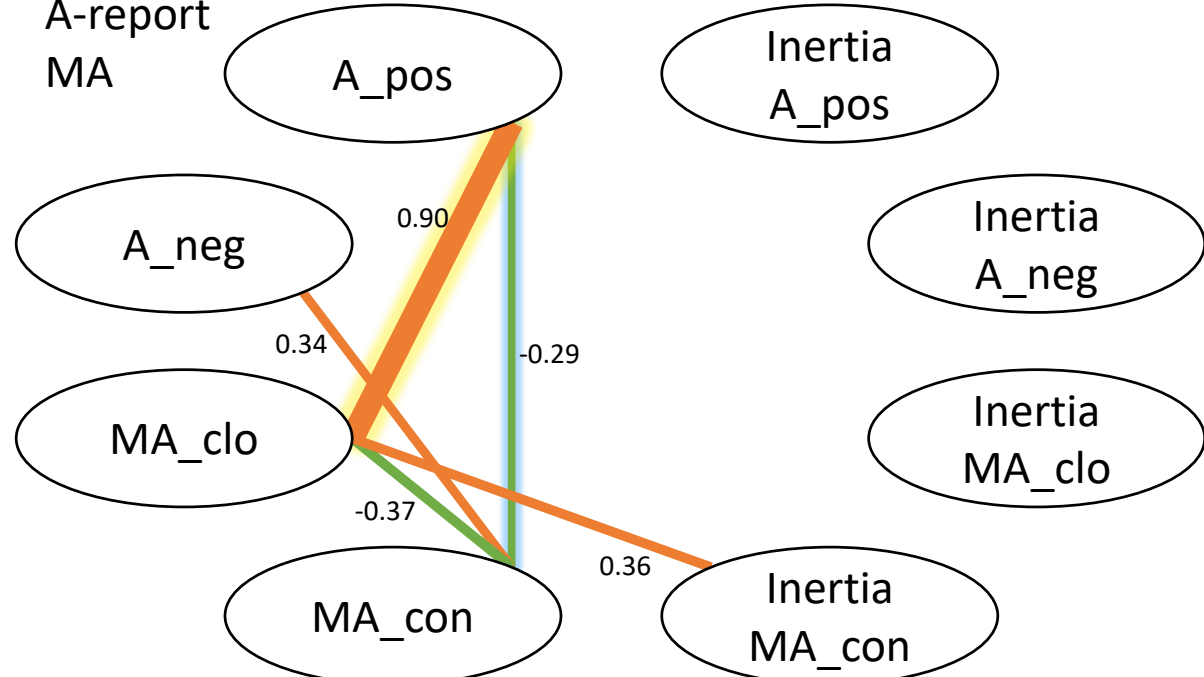 A-report
MA
A_pos
Inertia
A_pos
A_neg
Inertia
A_neg
0.90
0.34
-0.29
MA_clo
Inertia
MA_clo
-0.37
0.36
MA_con
Inertia
MA_con